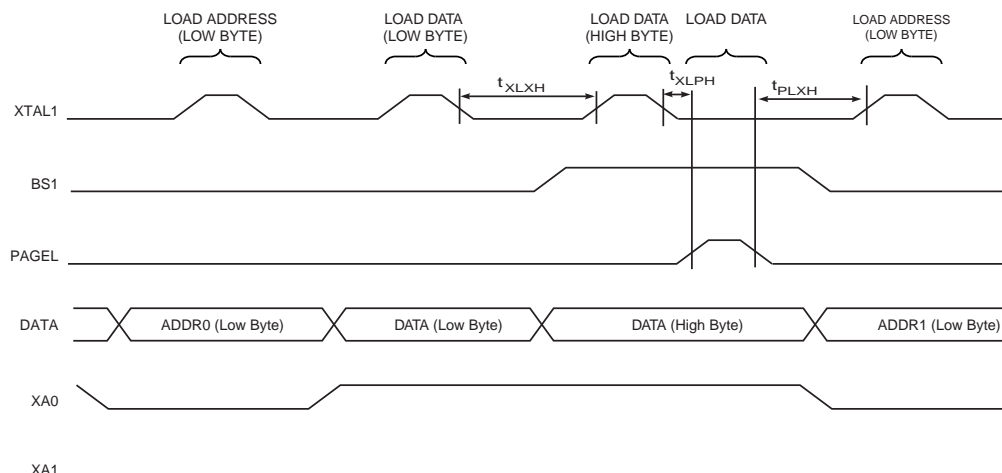 LOAD ADDRESS
(LOW BYTE)
LOAD DATA
(LOW BYTE)
LOAD DATA
(HIGH BYTE)
LOAD DATA
LOAD ADDRESS
(LOW BYTE)
tXLXH
tXLPH
tPLXH
XTAL1
BS1
PAGEL
DATA
ADDR0 (Low Byte)
DATA (Low Byte)
DATA (High Byte)
ADDR1 (Low Byte)
XA0
XA1